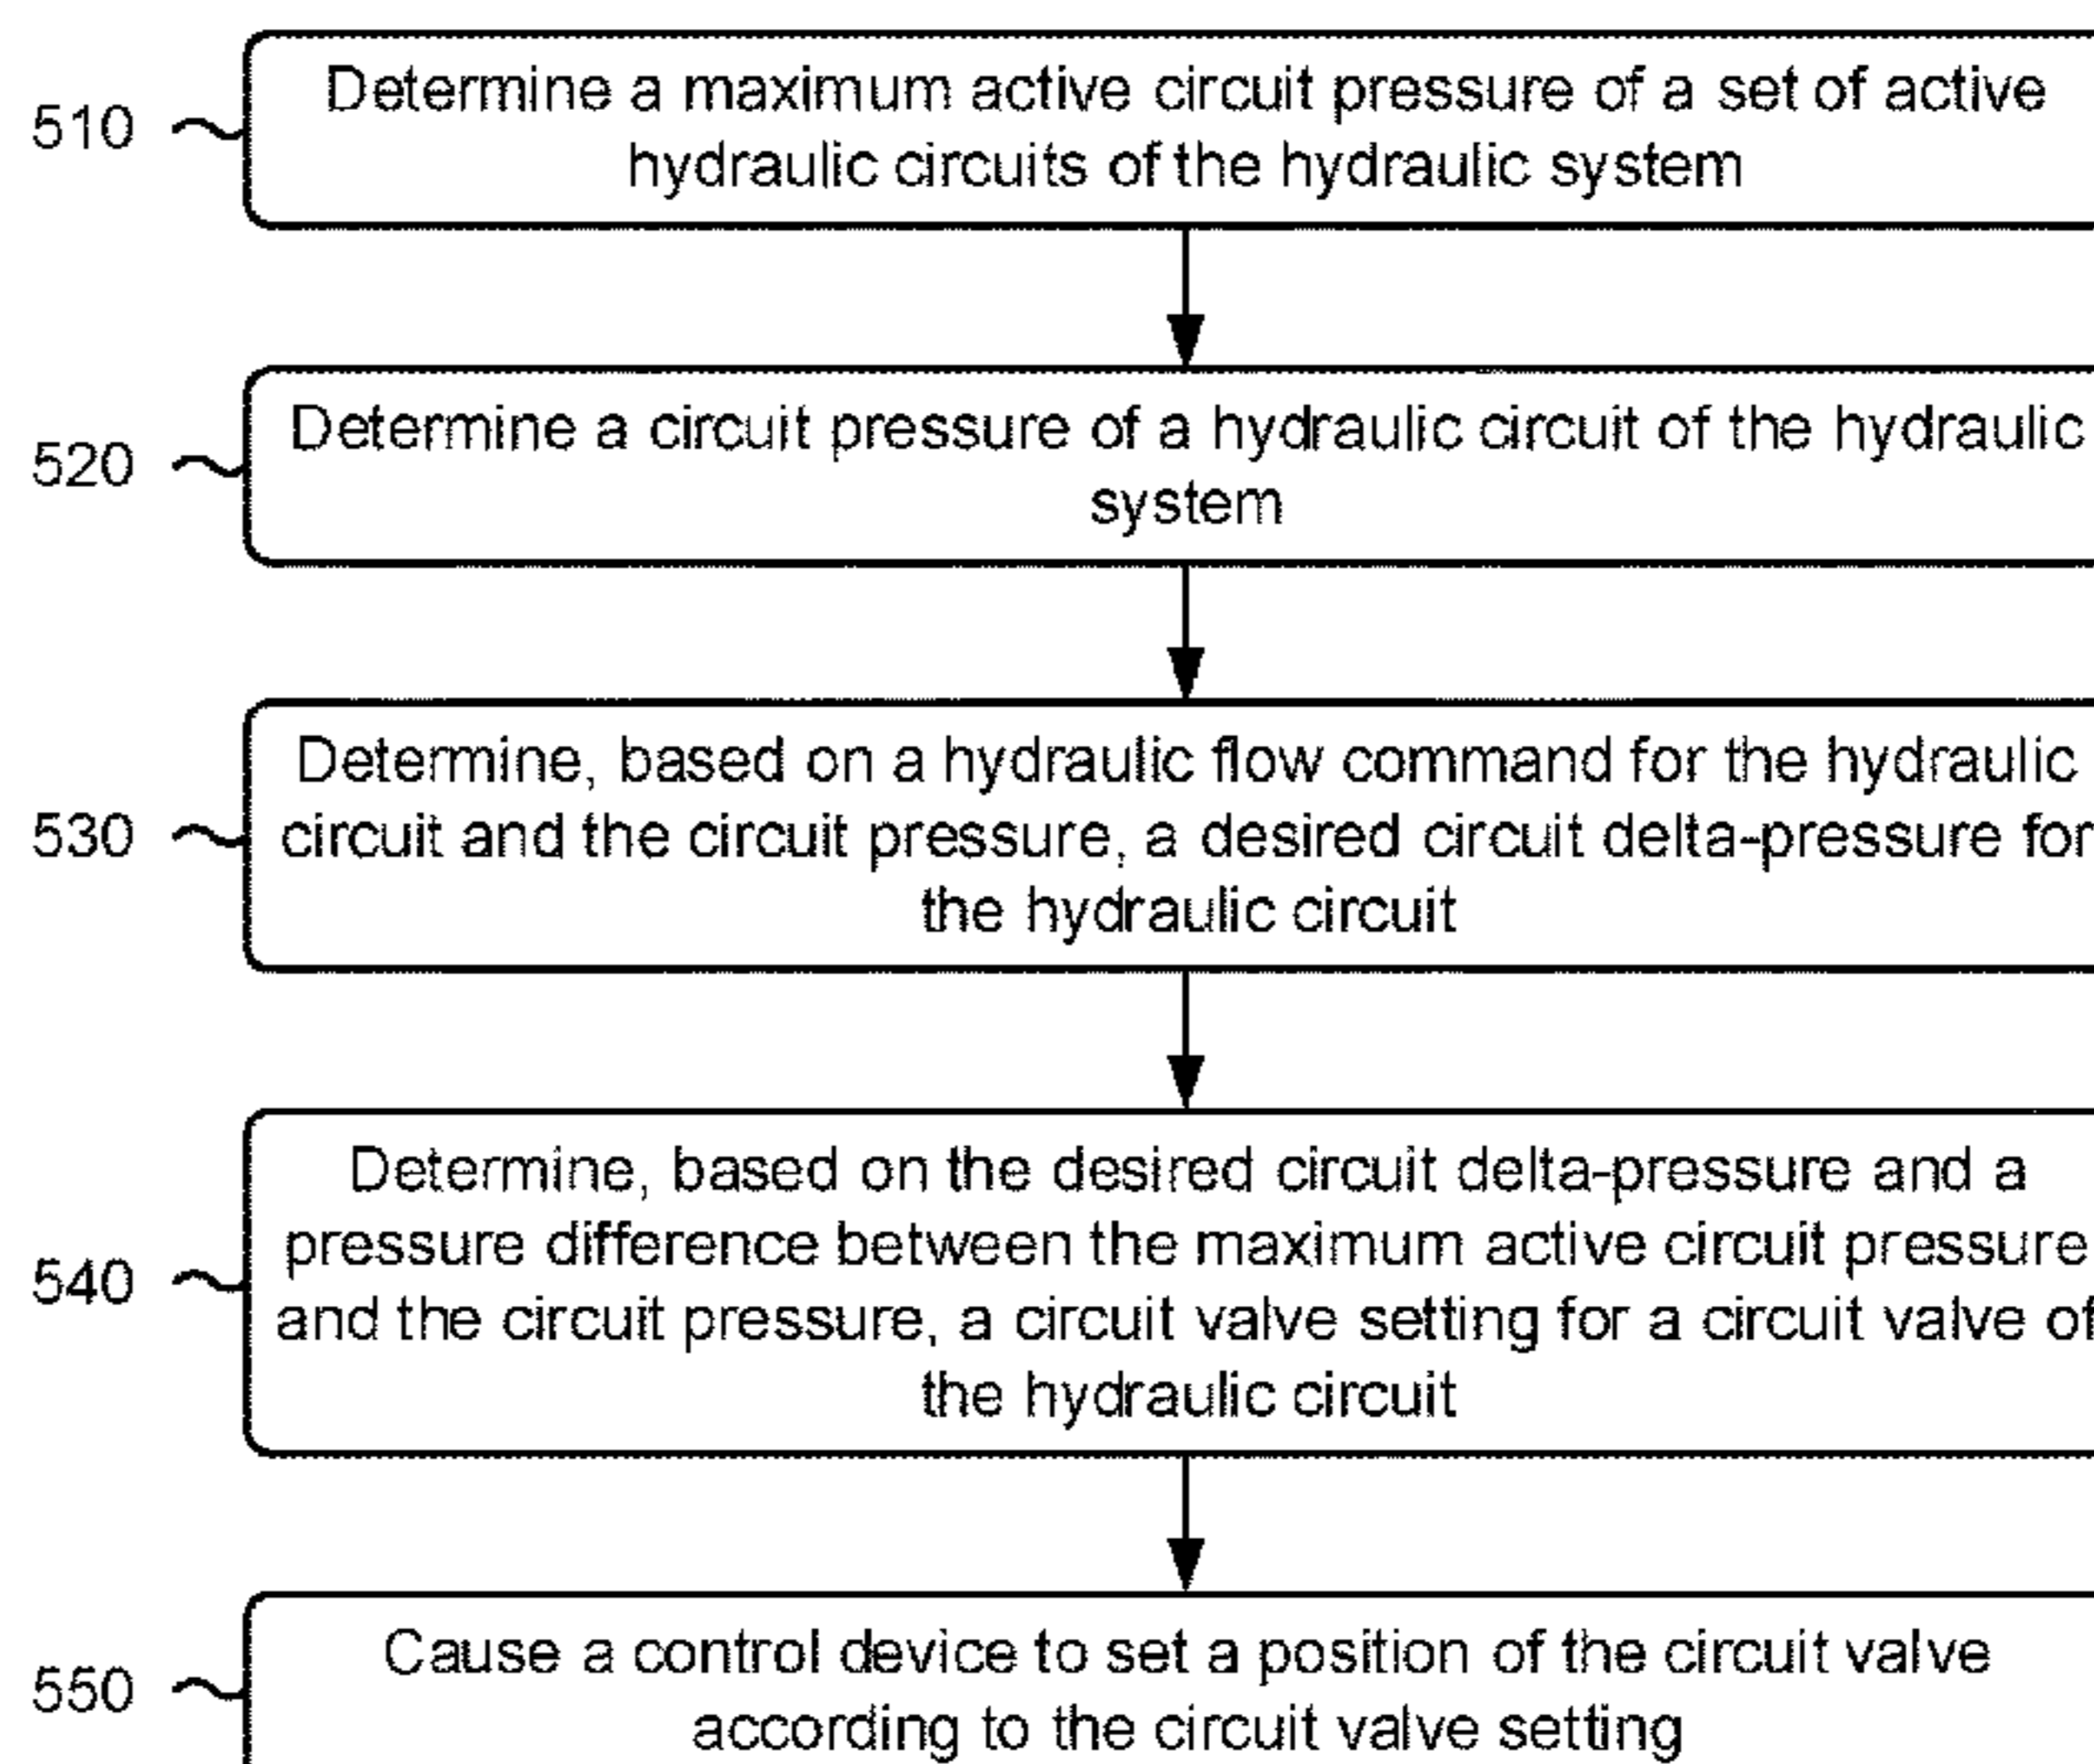 510
Determine a maximum active circuit pressure of a set of active
hydraulic circuits of the hydraulic system
520
Determine a circuit pressure of a hydraulic circuit of the hydraulic
system
530
Determine, based on a hydraulic flow command for the hydraulic
circuit and the circuit pressure, a desired circuit delta-pressure for
the hydraulic circuit
540
Determine, based on the desired circuit delta-pressure and a
pressure difference between the maximum active circuit pressure
and the circuit pressure, a circuit valve setting for a circuit valve of
the hydraulic circuit
550
Cause a control device to set a position of the circuit valve
according to the circuit valve setting